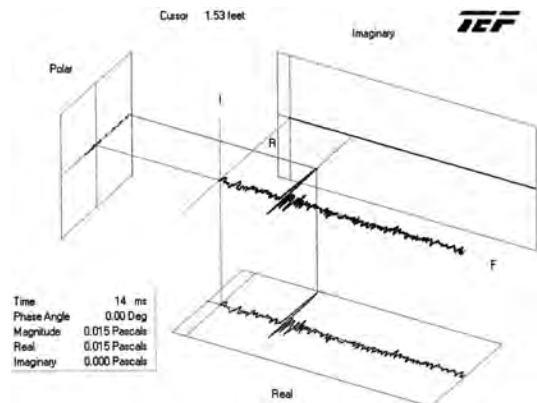 Cursor 1.53 feet
TEF
Imaginary
Polar
I
R
F
Time 14 ms
Phase Angle 0.00 Deg
Magnitude 0.015 Pascals
Real 0.015 Pascals
Imaginary 0.000 Pascals
Real